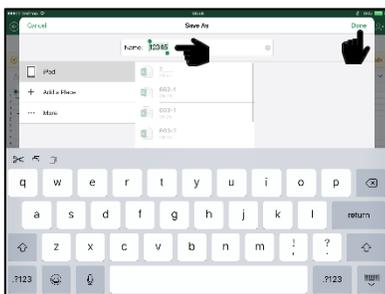 Cancel
Save As
Done
Name: 12345
iPad
+ Add a Place
··· More
q w e r t y u i o p
a s d f g h j k l return
z x c v b n m ! , ? .
.?123 .?123